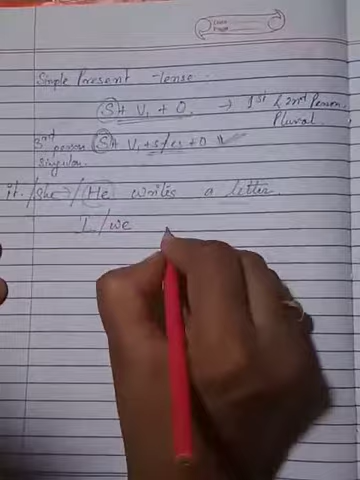 Date
Page
Simple Present Tense.
S + V1 + O. → 1st & 2nd Person
Plural.
3rd person S + V1 + s/es + O
Singular.
it /She /He writes a letter
I/we